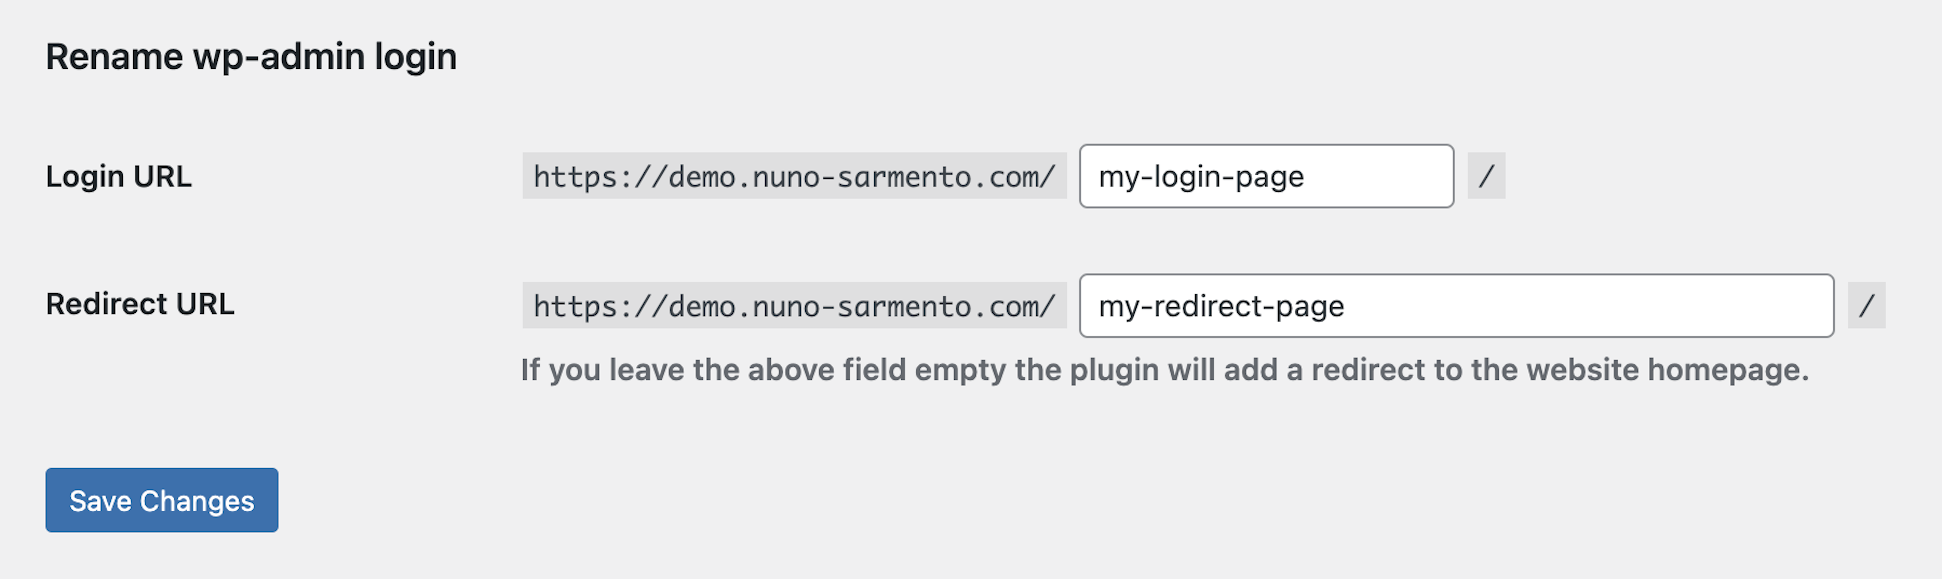 Rename wp-admin login
Login URL https://demo.nuno-sarmento.com/ my-login-page /
Redirect URL https://demo.nuno-sarmento.com/ my-redirect-page /
If you leave the above field empty the plugin will add a redirect to the website homepage.
Save Changes